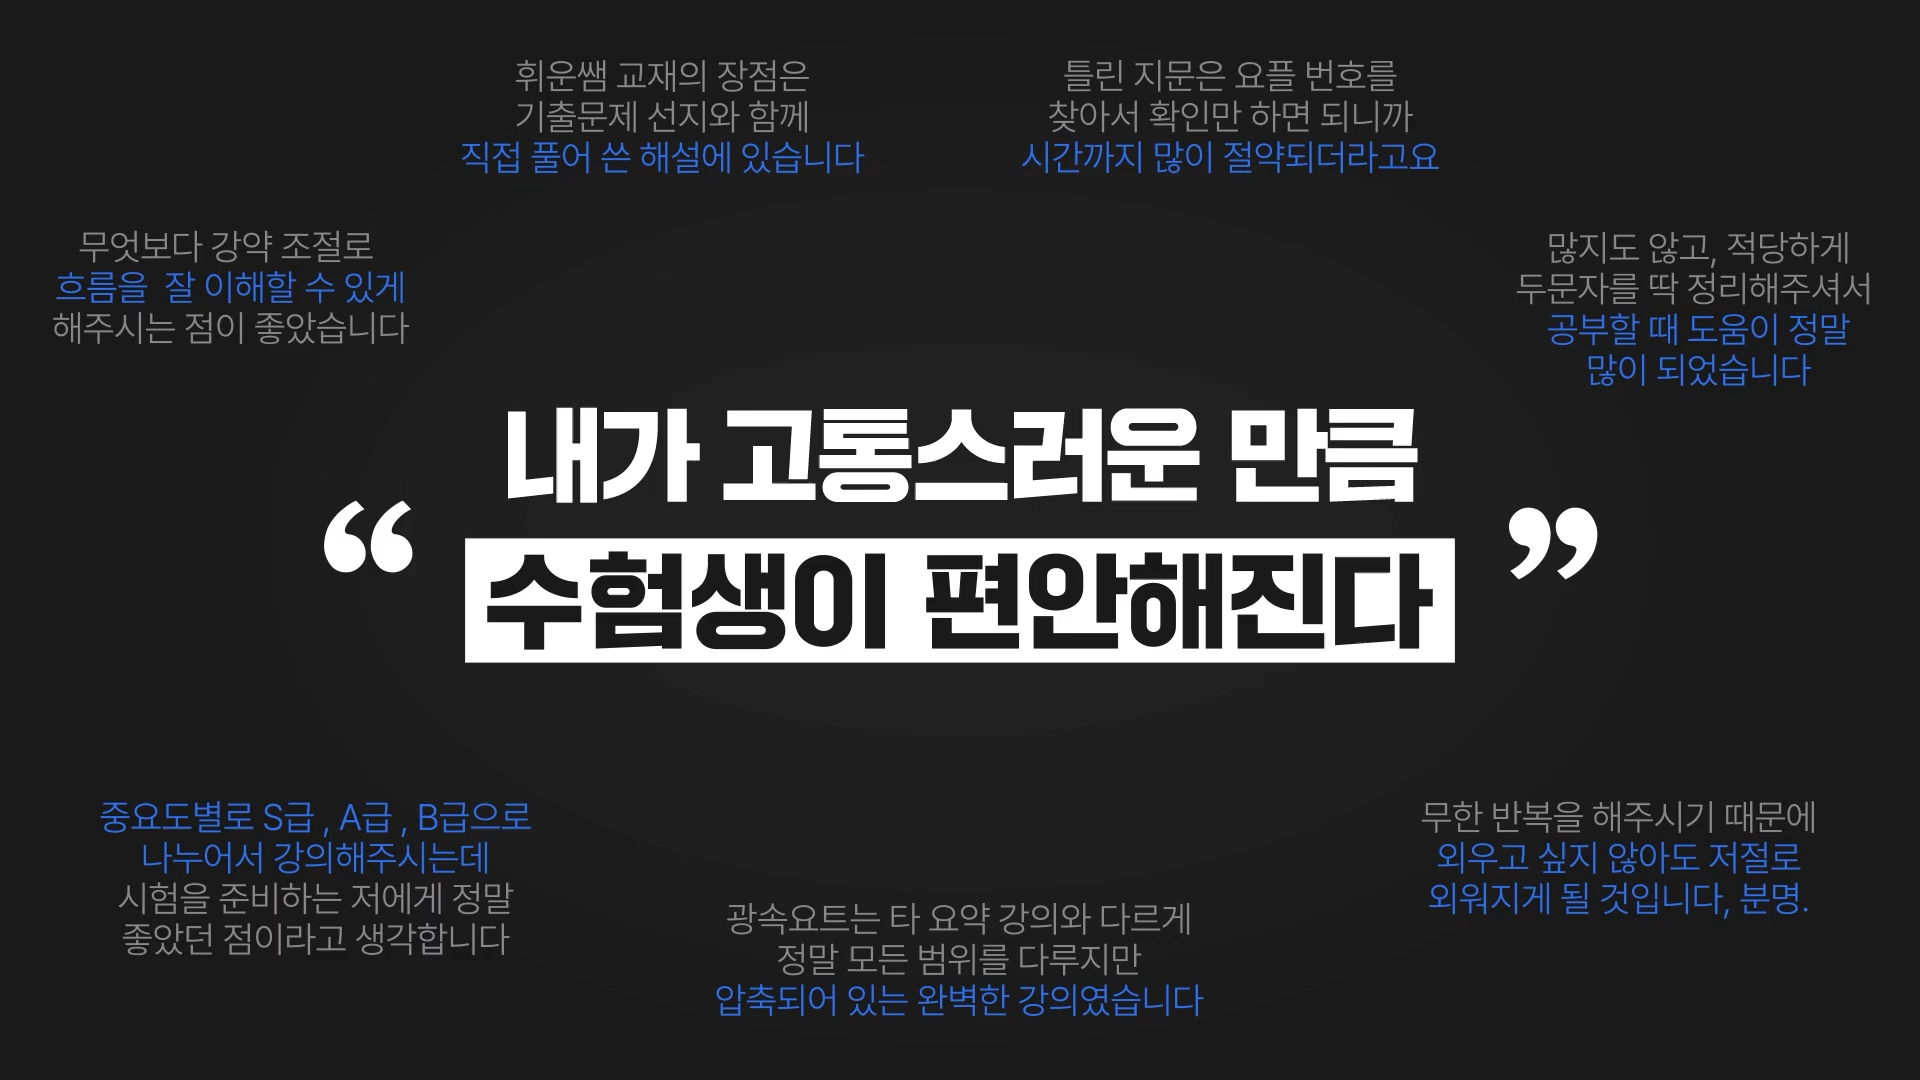 휘운쌤 교재의 장점은
기출문제 선지와 함께
직접 풀어 쓴 해설에 있습니다
틀린 지문은 요플 번호를
찾아서 확인만 하면 되니까
시간까지 많이 절약되더라고요
무엇보다 강약 조절로
흐름을 잘 이해할 수 있게
해주시는 점이 좋았습니다
많지도 않고, 적당하게
두문자를 딱 정리해주셔서
공부할 때 도움이 정말
많이 되었습니다
“내가 고통스러운 만큼
수험생이 편안해진다”
중요도별로 S급 , A급 , B급으로
나누어서 강의해주시는데
시험을 준비하는 저에게 정말
좋았던 점이라고 생각합니다
광속요트는 타 요약 강의와 다르게
정말 모든 범위를 다루지만
압축되어 있는 완벽한 강의였습니다
무한 반복을 해주시기 때문에
외우고 싶지 않아도 저절로
외워지게 될 것입니다, 분명.